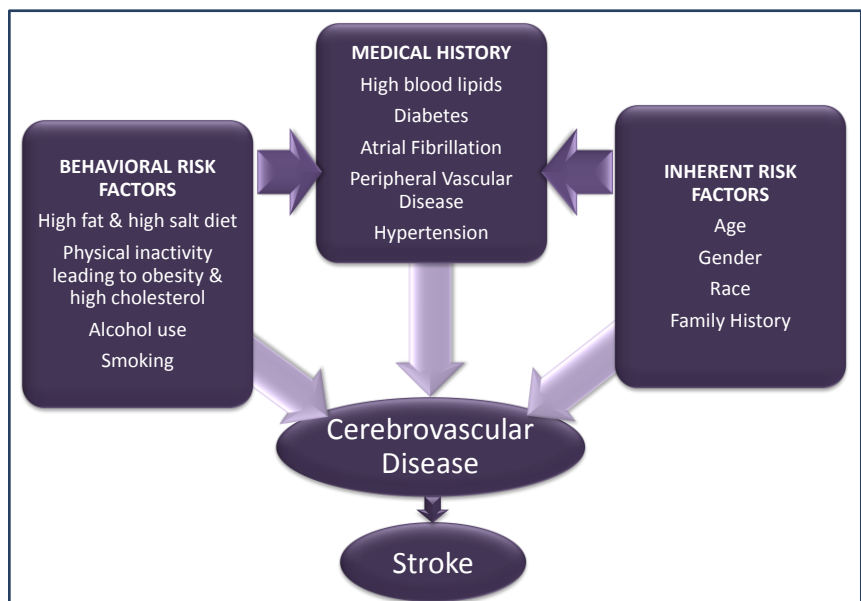 MEDICAL HISTORY
High blood lipids
Diabetes
Atrial Fibrillation
Peripheral Vascular
Disease
Hypertension
BEHAVIORAL RISK
FACTORS
High fat & high salt diet
Physical inactivity
leading to obesity &
high cholesterol
Alcohol use
Smoking
INHERENT RISK
FACTORS
Age
Gender
Race
Family History
Cerebrovascular
Disease
Stroke